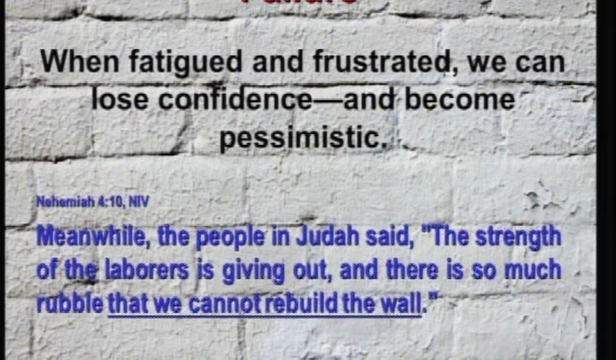 When fatigued and frustrated, we can
lose confidence—and become
pessimistic.
Nehemiah 4:10, NIV
Meanwhile, the people in Judah said, "The strength
of the laborers is giving out, and there is so much
rubble that we cannot rebuild the wall."